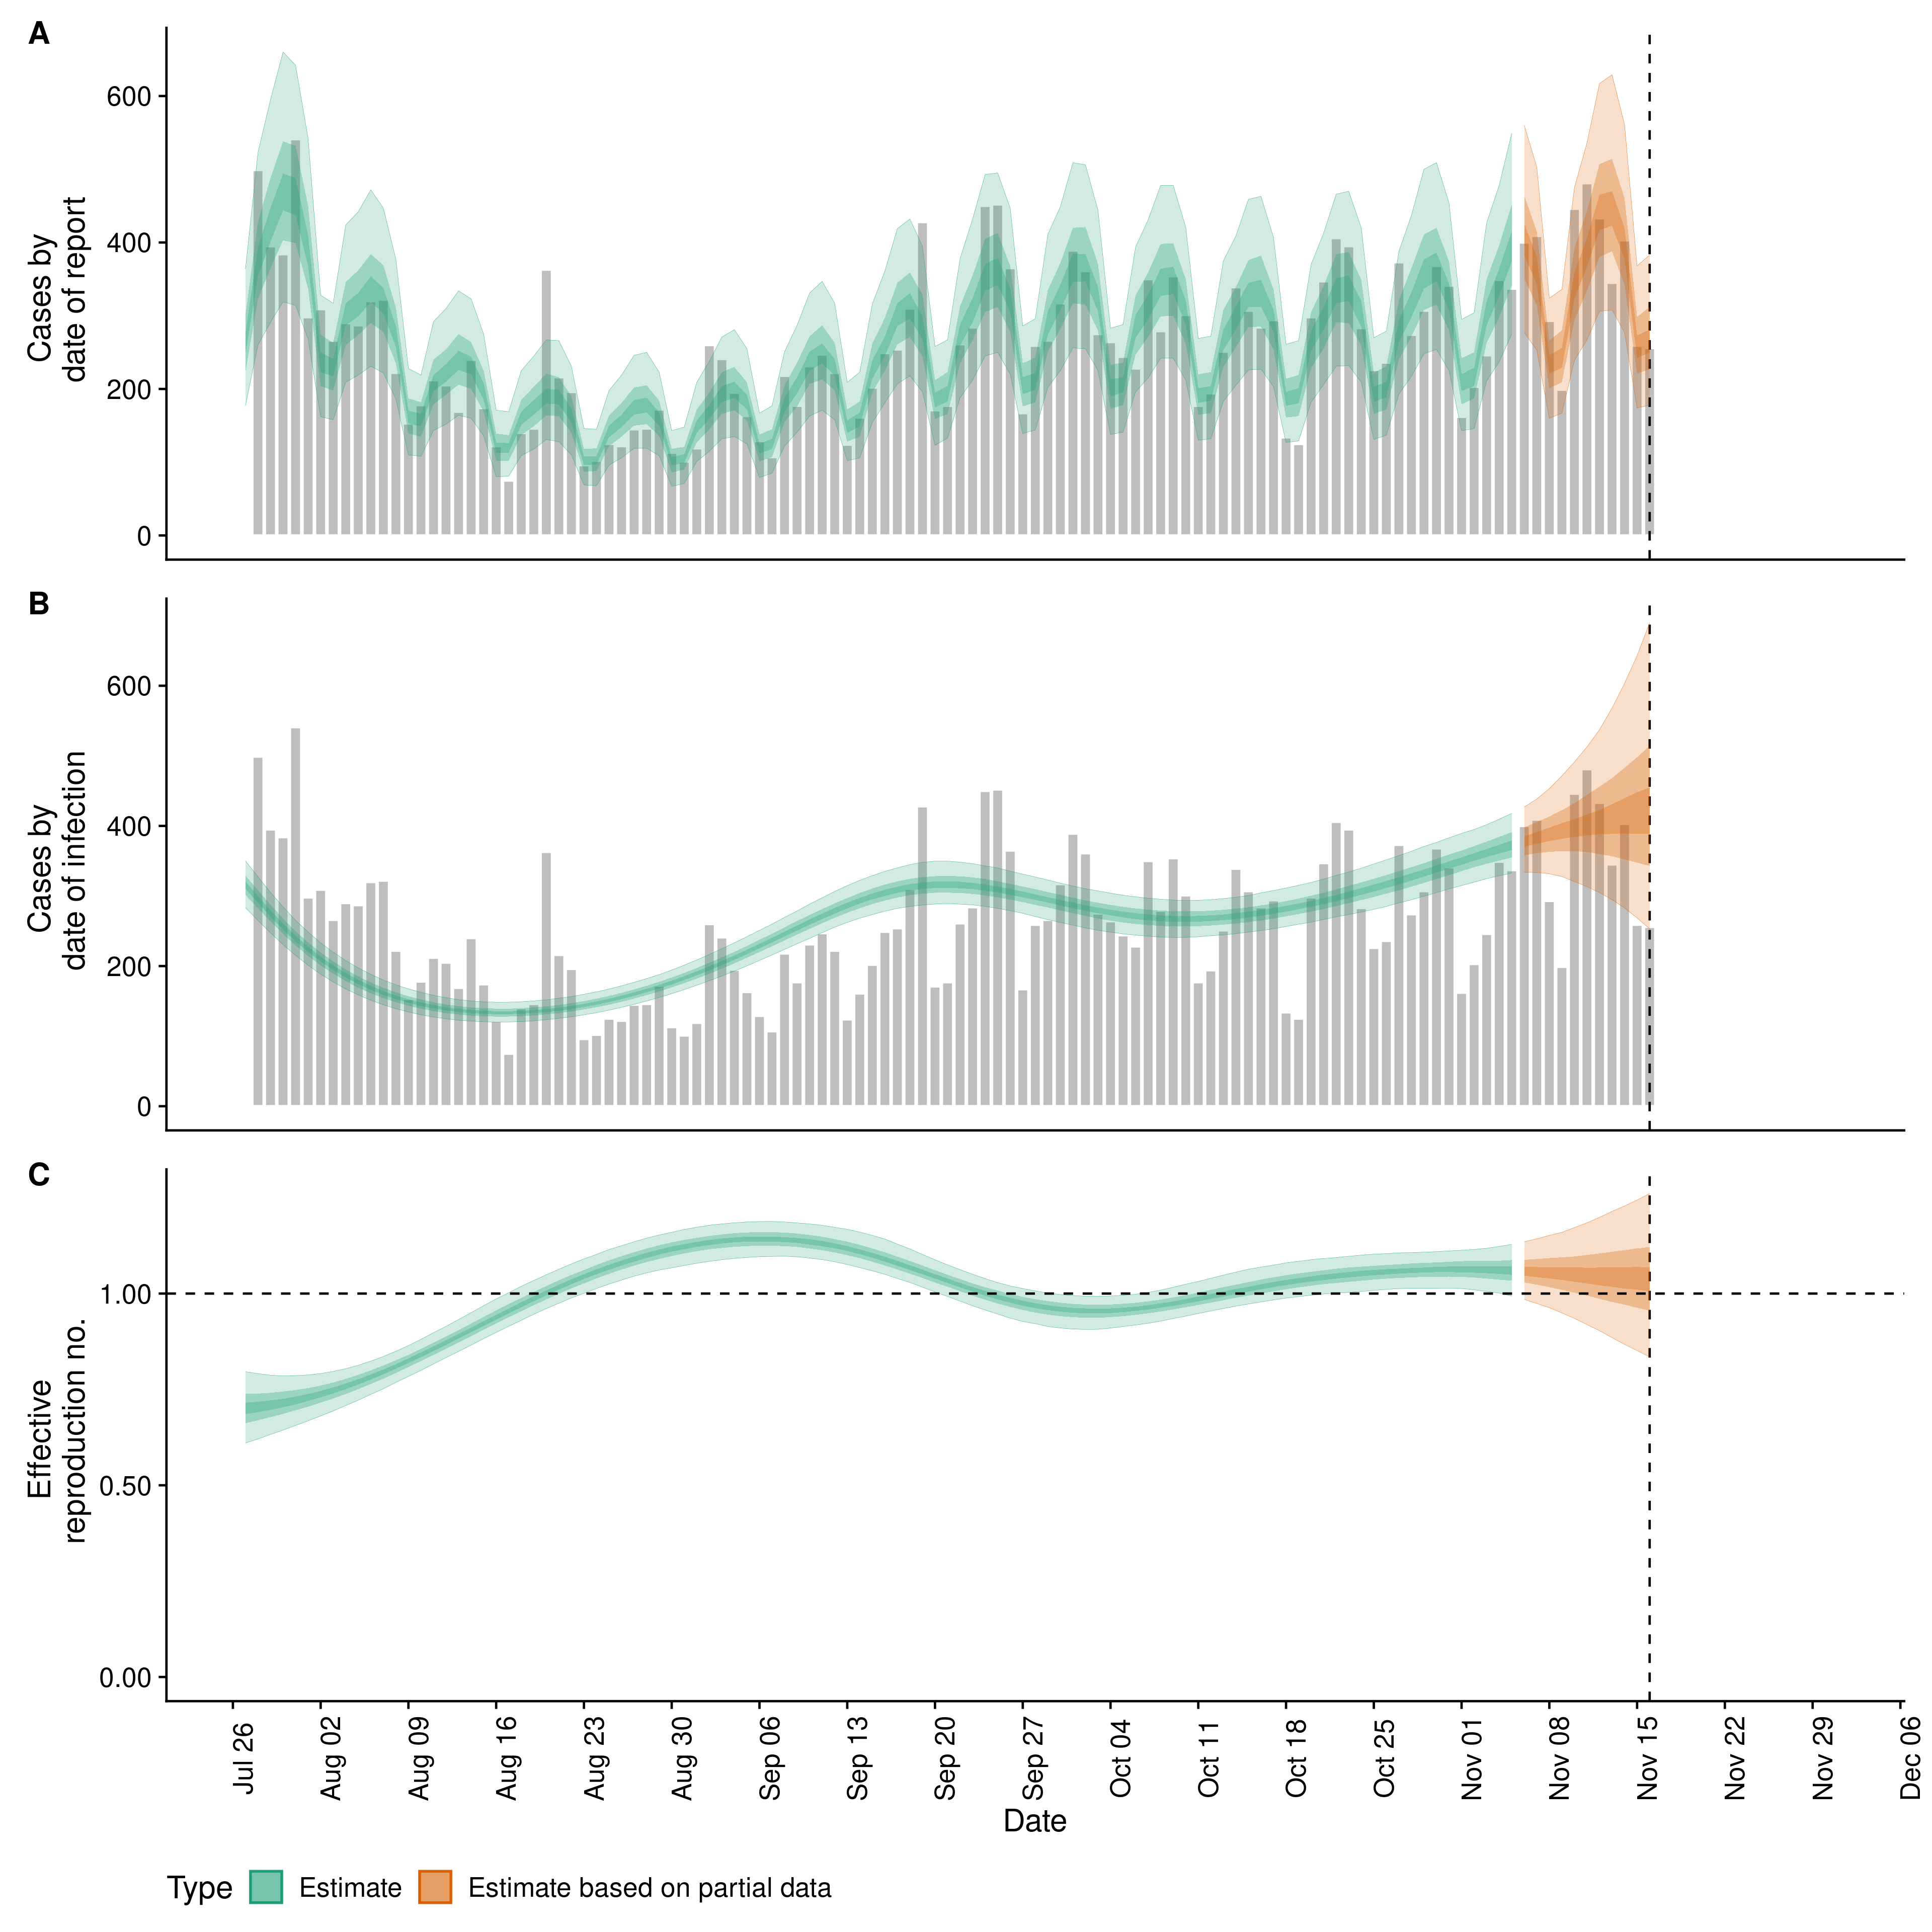 A
Cases by
date of report
600
400
200
0
B
Cases by
date of infection
600
400
200
0
C
Effective
reproduction no.
1.00
0.50
0.00
Jul 26
Aug 02
Aug 09
Aug 16
Aug 23
Aug 30
Sep 06
Sep 13
Sep 20
Sep 27
Oct 04
Oct 11
Oct 18
Oct 25
Nov 01
Nov 08
Nov 15
Nov 22
Nov 29
Dec 06
Date
Type Estimate Estimate based on partial data